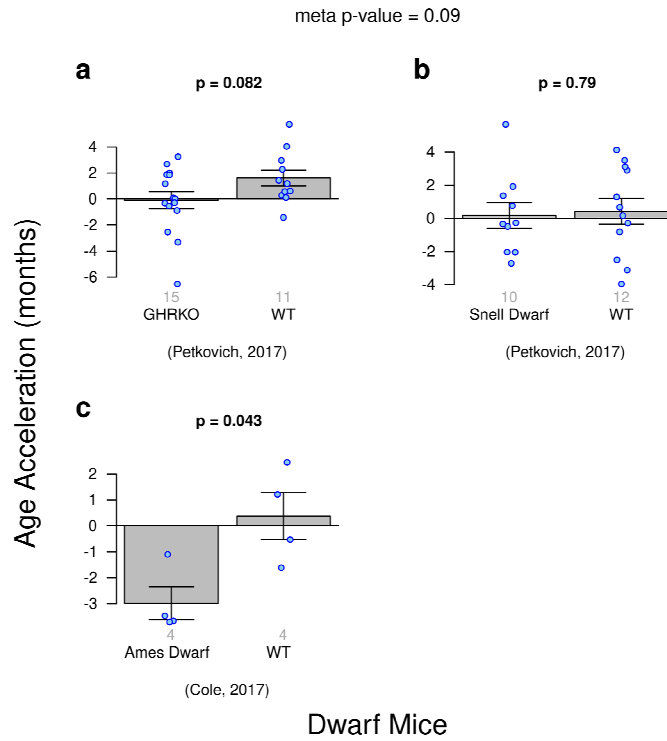 meta p-value = 0.09
a
p = 0.082
4
2
0
-2
-4
-6
15 11
GHRKO WT
(Petkovich, 2017)
b
p = 0.79
4
2
0
-2
-4
10 12
Snell Dwarf WT
(Petkovich, 2017)
c
p = 0.043
2
1
0
-1
-2
-3
4 4
Ames Dwarf WT
(Cole, 2017)
Age Acceleration (months)
Dwarf Mice